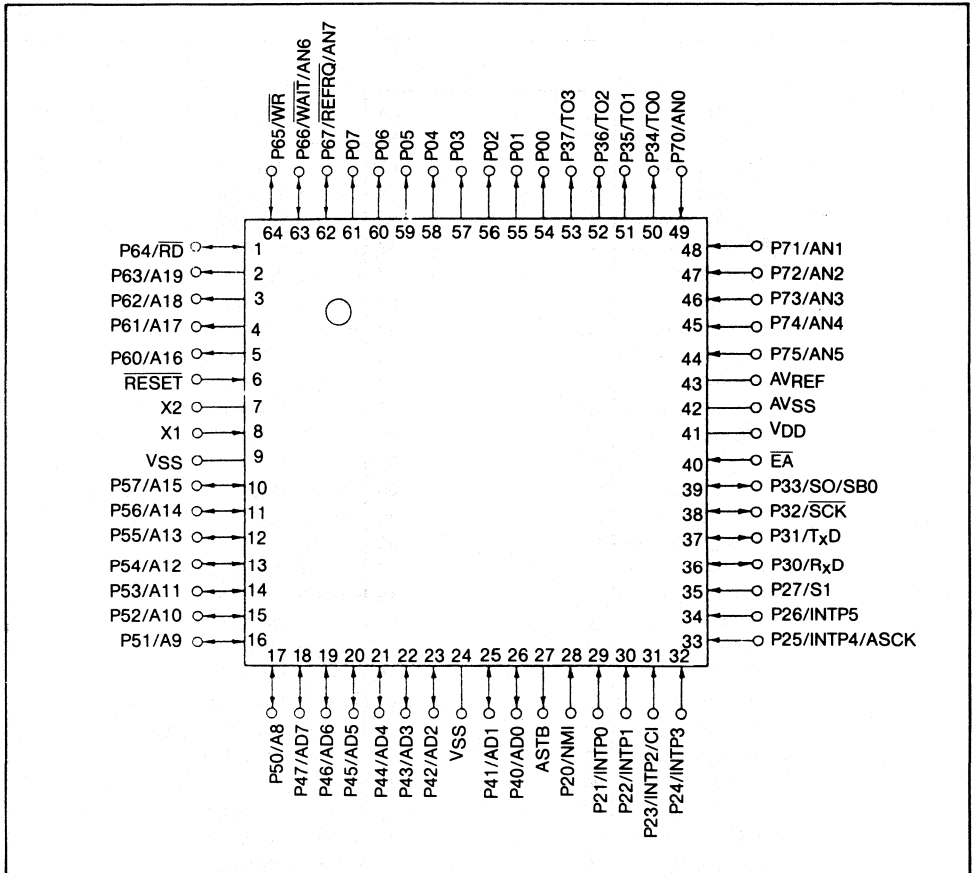 P65/WR
P66/WAIT/AN6
P67/REFRQ/AN7
P07
P06
P05
P04
P03
P02
P01
P00
P37/TO3
P36/TO2
P35/TO1
P34/TO0
P70/AN0
64 63 62 61 60 59 58 57 56 55 54 53 52 51 50 49
P64/RD 1
P63/A19 2
P62/A18 3
P61/A17 4
P60/A16 5
RESET 6
X2 7
X1 8
VSS 9
P57/A15 10
P56/A14 11
P55/A13 12
P54/A12 13
P53/A11 14
P52/A10 15
P51/A9 16
48 P71/AN1
47 P72/AN2
46 P73/AN3
45 P74/AN4
44 P75/AN5
43 AVREF
42 AVSS
41 VDD
40 EA
39 P33/SO/SB0
38 P32/SCK
37 P31/TxD
36 P30/RxD
35 P27/S1
34 P26/INTP5
33 P25/INTP4/ASCK
17 18 19 20 21 22 23 24 25 26 27 28 29 30 31 32
P50/A8
P47/AD7
P46/AD6
P45/AD5
P44/AD4
P43/AD3
P42/AD2
VSS
P41/AD1
P40/AD0
ASTB
P20/NMI
P21/INTP0
P22/INTP1
P23/INTP2/CI
P24/INTP3